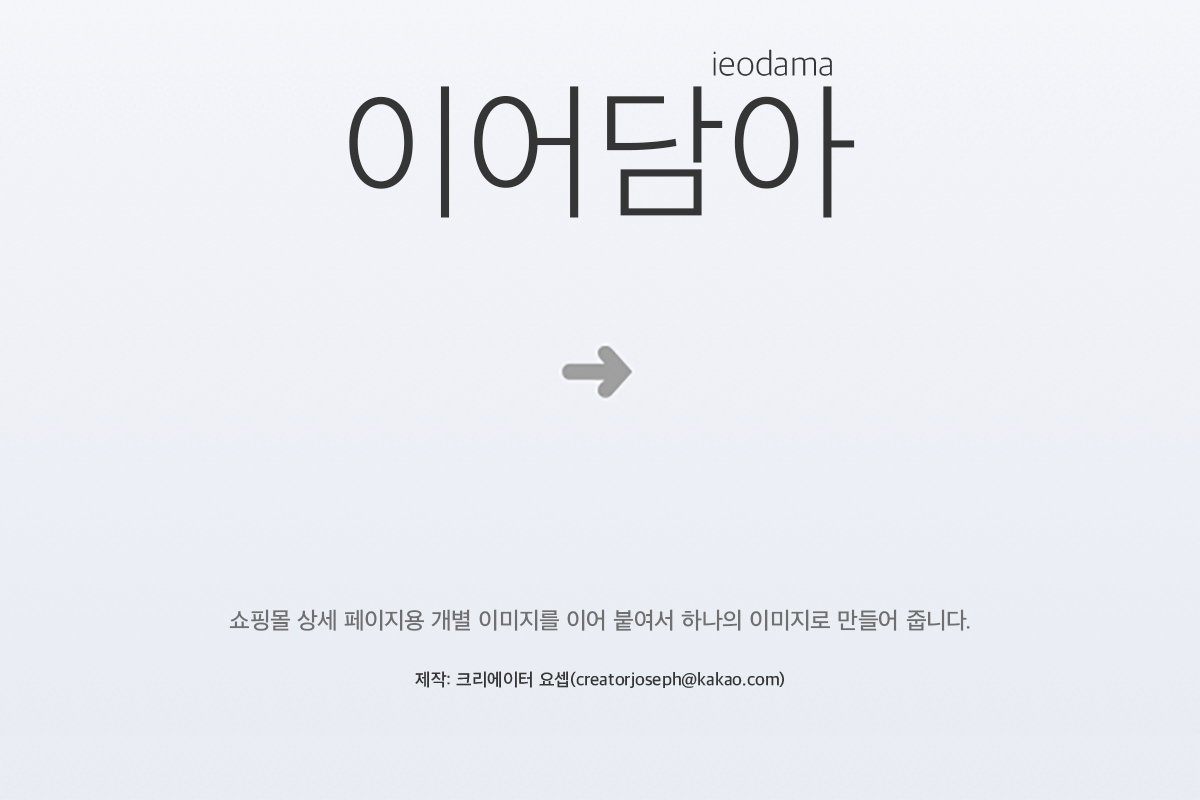 ieodama
이어담아
쇼핑몰 상세 페이지용 개별 이미지를 이어 붙여서 하나의 이미지로 만들어 줍니다.
제작: 크리에이터 요셉(creatorjoseph@kakao.com)